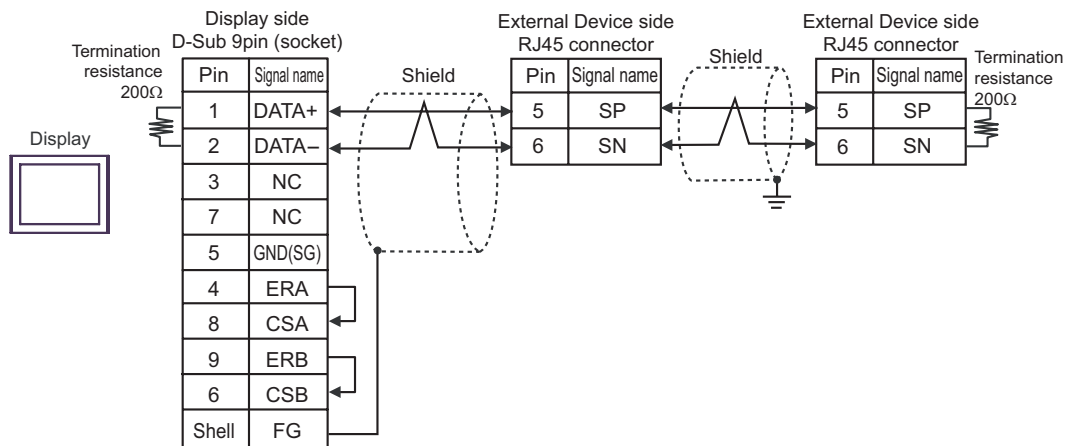 Display side
D-Sub 9pin (socket)
External Device side
RJ45 connector
External Device side
RJ45 connector
Termination
resistance
200Ω
Shield
Shield
Termination
resistance
200Ω
Display
Pin Signal name
1 DATA+
2 DATA–
3 NC
7 NC
5 GND(SG)
4 ERA
8 CSA
9 ERB
6 CSB
Shell FG
Pin Signal name
5 SP
6 SN
Pin Signal name
5 SP
6 SN